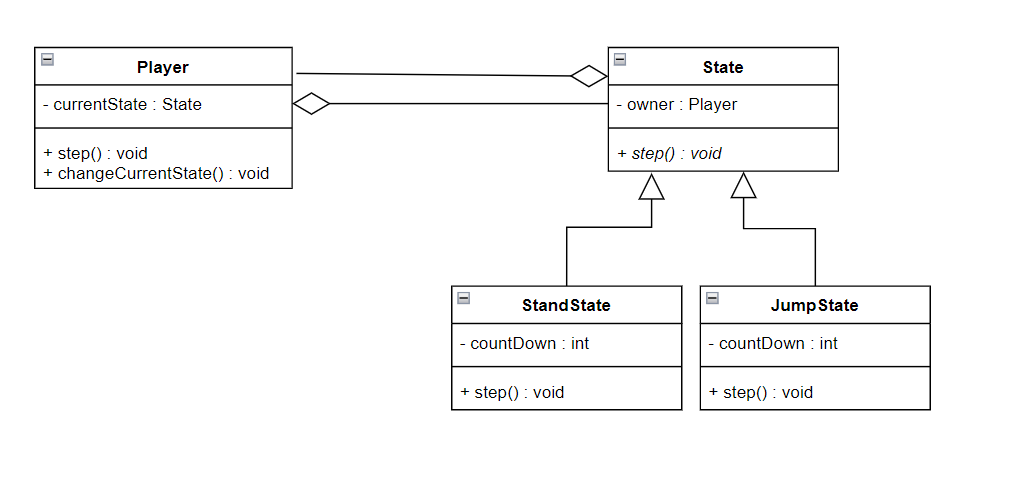 Player
- currentState : State
+ step() : void
+ changeCurrentState() : void
State
- owner : Player
+ step() : void
StandState
- countDown : int
+ step() : void
JumpState
- countDown : int
+ step() : void